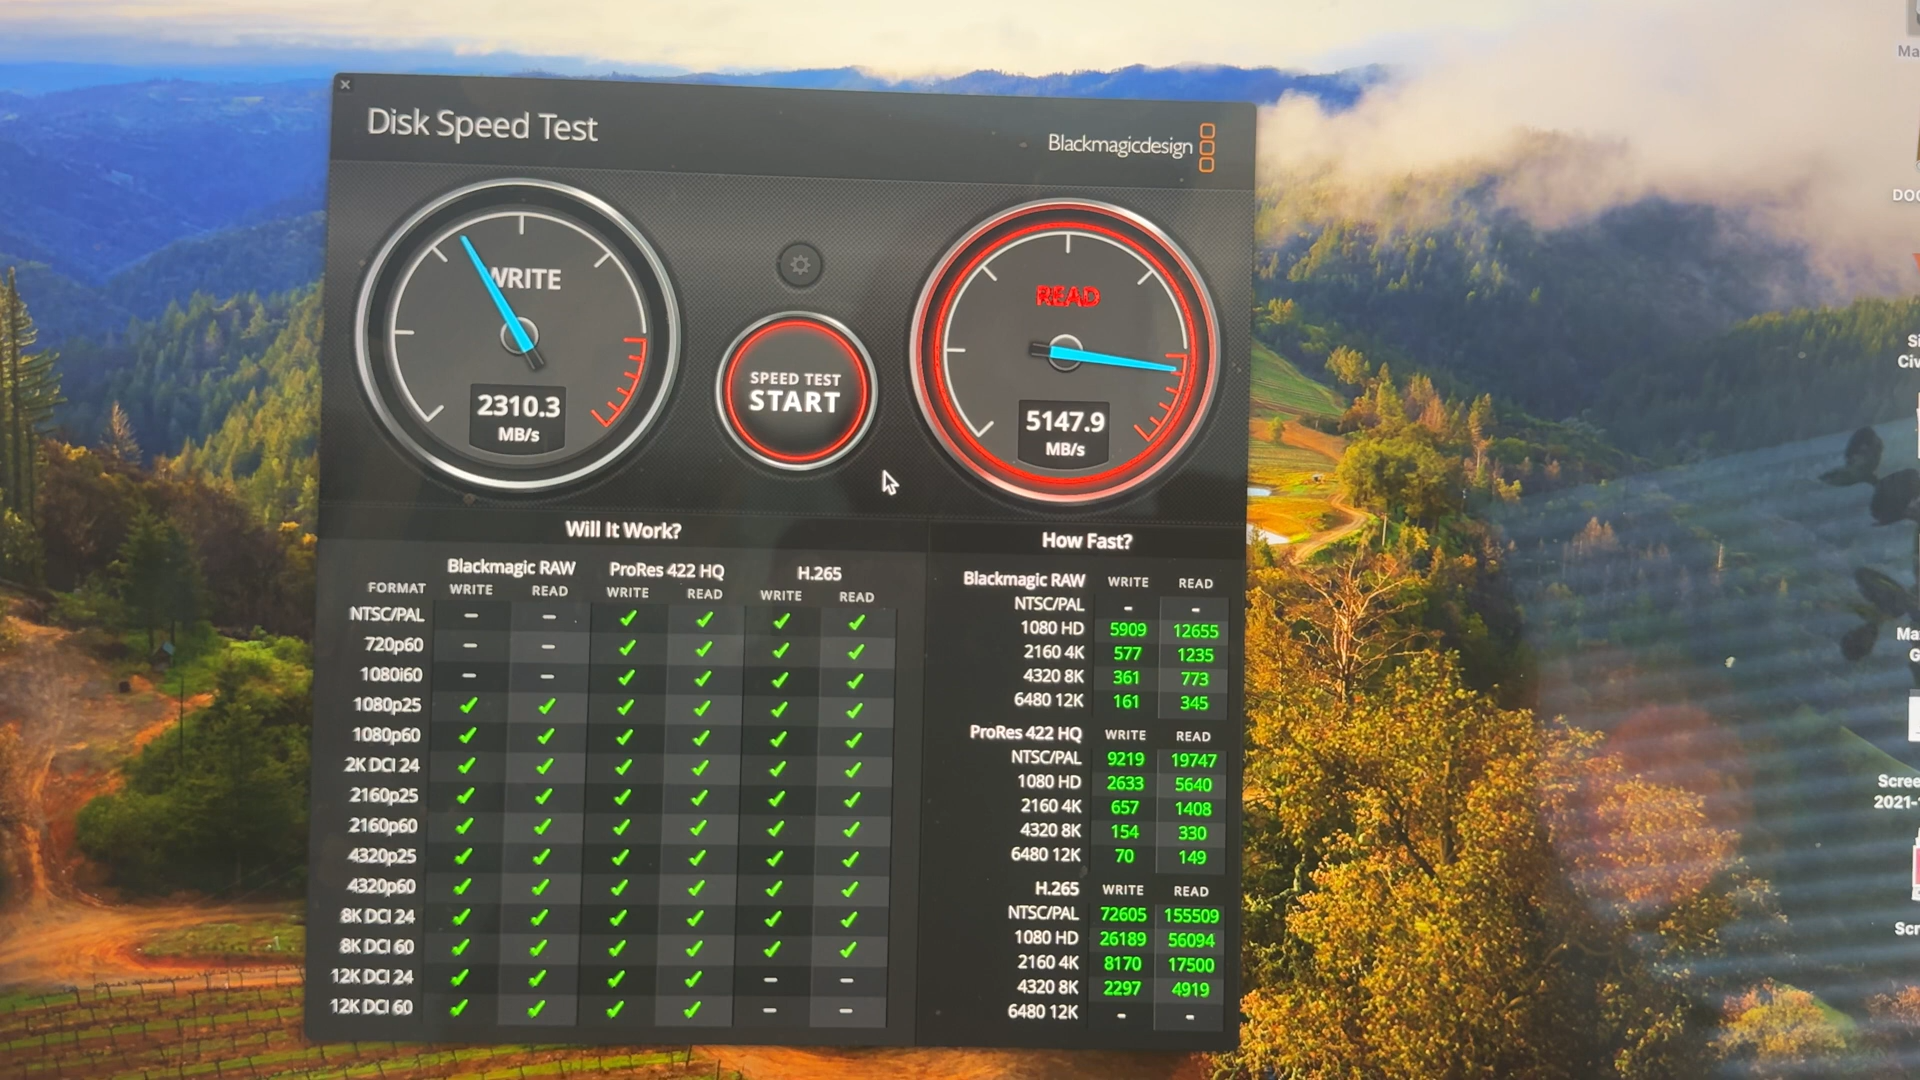 Disk Speed Test
Blackmagicdesign
WRITE
2310.3
MB/s
SPEED TEST
START
READ
5147.9
MB/s
Will It Work?
Blackmagic RAW ProRes 422 HQ H.265
FORMAT WRITE READ WRITE READ WRITE READ
NTSC/PAL - - ✓ ✓ ✓ ✓
720p60 - - ✓ ✓ ✓ ✓
1080i60 - - ✓ ✓ ✓ ✓
1080p25 ✓ ✓ ✓ ✓ ✓ ✓
1080p60 ✓ ✓ ✓ ✓ ✓ ✓
2K DCI 24 ✓ ✓ ✓ ✓ ✓ ✓
2160p25 ✓ ✓ ✓ ✓ ✓ ✓
2160p60 ✓ ✓ ✓ ✓ ✓ ✓
4320p25 ✓ ✓ ✓ ✓ ✓ ✓
4320p60 ✓ ✓ ✓ ✓ ✓ ✓
8K DCI 24 ✓ ✓ ✓ ✓ ✓ ✓
8K DCI 60 ✓ ✓ ✓ ✓ ✓ ✓
12K DCI 24 ✓ ✓ ✓ ✓ - -
12K DCI 60 ✓ ✓ ✓ ✓ - -
How Fast?
Blackmagic RAW WRITE READ
NTSC/PAL - -
1080 HD 5909 12655
2160 4K 577 1235
4320 8K 361 773
6480 12K 161 345
ProRes 422 HQ WRITE READ
NTSC/PAL 9219 19747
1080 HD 2633 5640
2160 4K 657 1408
4320 8K 154 330
6480 12K 70 149
H.265 WRITE READ
NTSC/PAL 72605 155509
1080 HD 26189 56094
2160 4K 8170 17500
4320 8K 2297 4919
6480 12K - -